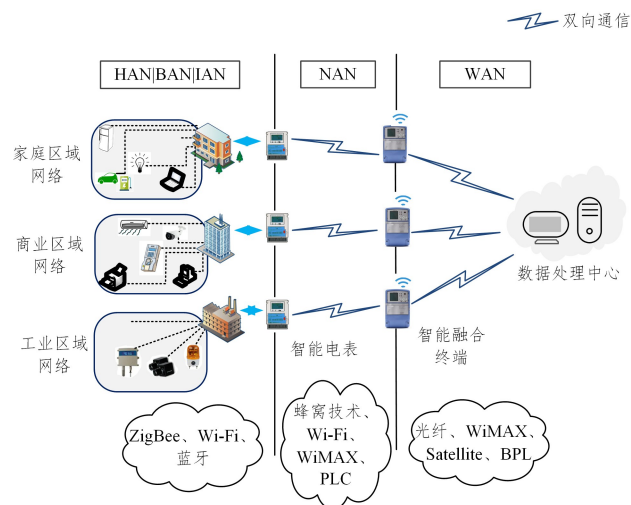 双向通信
HAN|BAN|IAN
NAN
WAN
家庭区域
网络
商业区域
网络
数据处理中心
工业区域
网络
智能电表
智能融合
终端
ZigBee、Wi-Fi、
蓝牙
蜂窝技术、
Wi-Fi、
WiMAX、
PLC
光纤、WiMAX、
Satellite、BPL